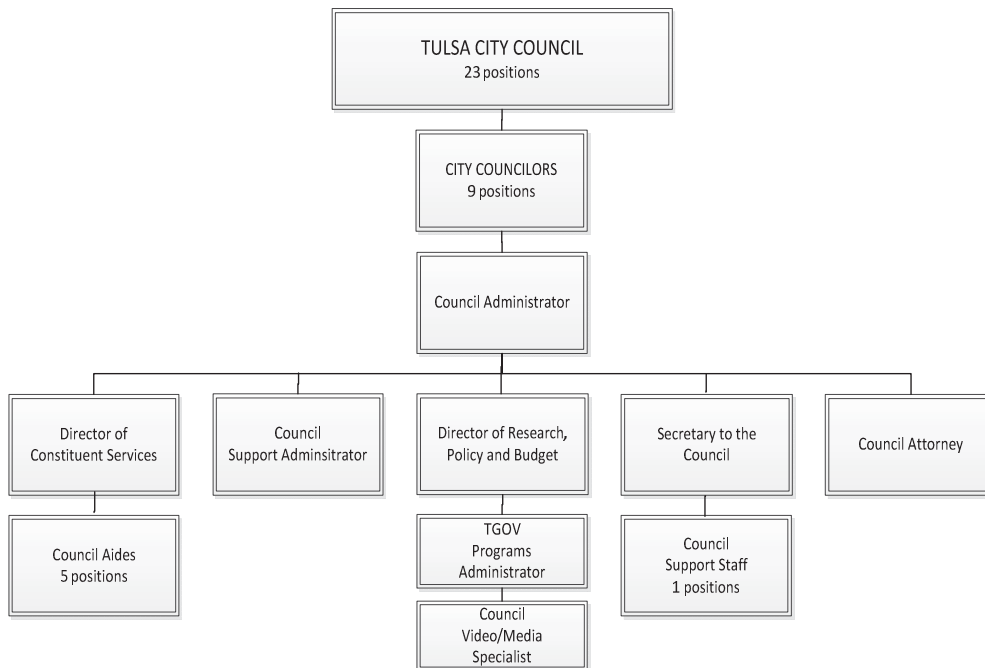 TULSA CITY COUNCIL
23 positions
CITY COUNCILORS
9 positions
Council Administrator
Director of
Constituent Services
Council
Support Adminsitrator
Director of Research,
Policy and Budget
Secretary to the
Council
Council Attorney
Council Aides
5 positions
TGOV
Programs
Administrator
Council
Support Staff
1 positions
Council
Video/Media
Specialist